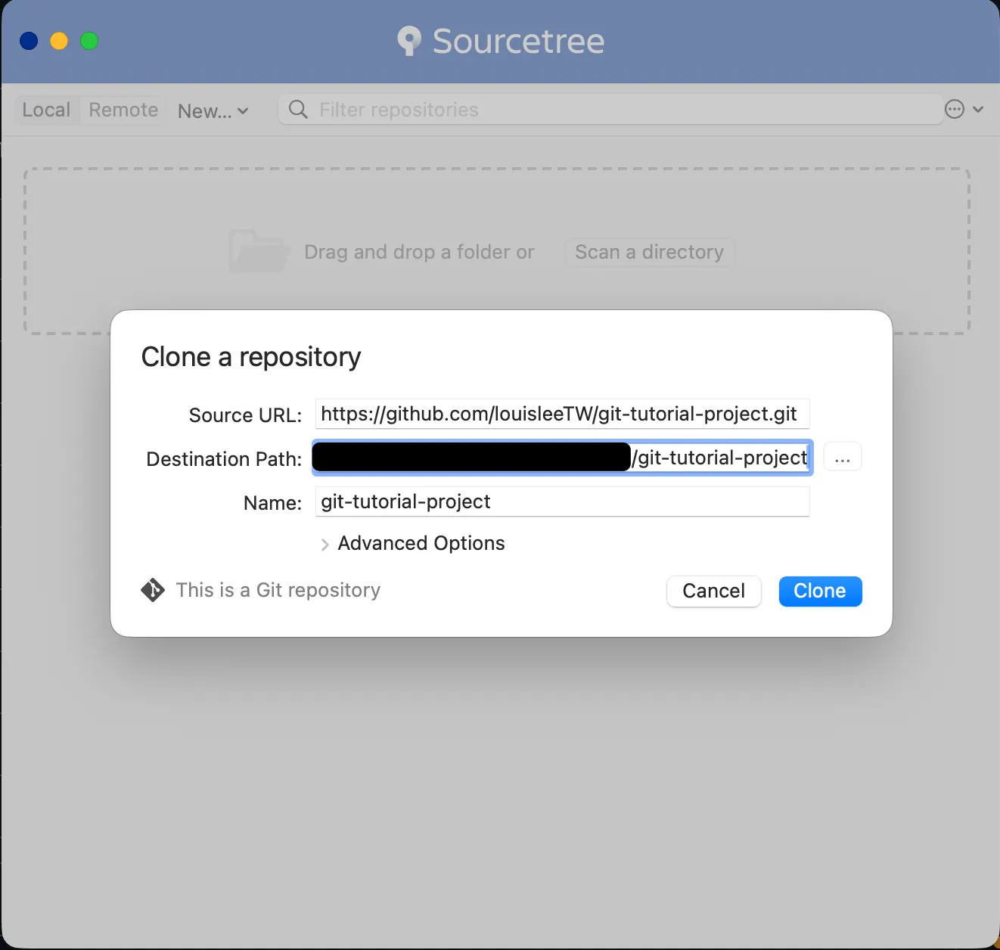 Sourcetree
Local Remote New... Filter repositories
Drag and drop a folder or Scan a directory
Clone a repository
Source URL: https://github.com/louisleeTW/git-tutorial-project.git
Destination Path: /git-tutorial-project ...
Name: git-tutorial-project
Advanced Options
This is a Git repository Cancel Clone